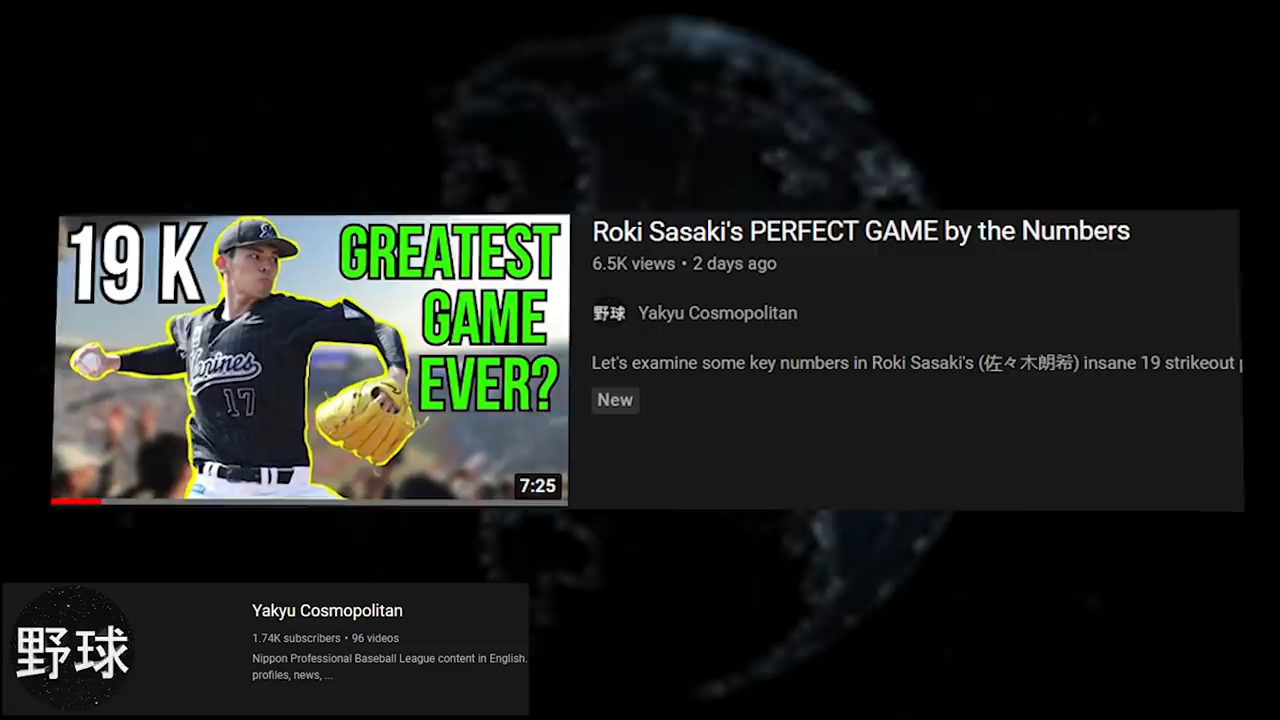 19 K
GREATEST
GAME
EVER?
Marines
17
7:25
Roki Sasaki's PERFECT GAME by the Numbers
6.5K views • 2 days ago
野球 Yakyu Cosmopolitan
Let's examine some key numbers in Roki Sasaki's (佐々木朗希) insane 19 strikeout
New
野球
Yakyu Cosmopolitan
1.74K subscribers • 96 videos
Nippon Professional Baseball League content in English.
profiles, news, ...